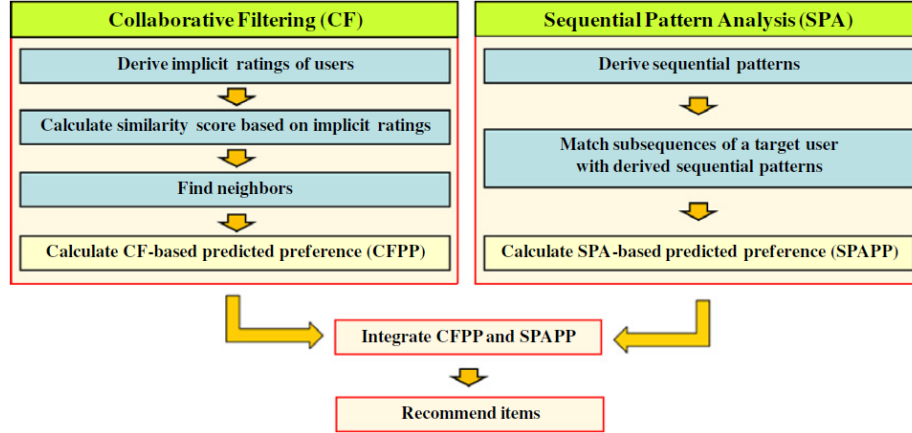 Collaborative Filtering (CF)
Derive implicit ratings of users
Calculate similarity score based on implicit ratings
Find neighbors
Calculate CF-based predicted preference (CFPP)
Sequential Pattern Analysis (SPA)
Derive sequential patterns
Match subsequences of a target user
with derived sequential patterns
Calculate SPA-based predicted preference (SPAPP)
Integrate CFPP and SPAPP
Recommend items